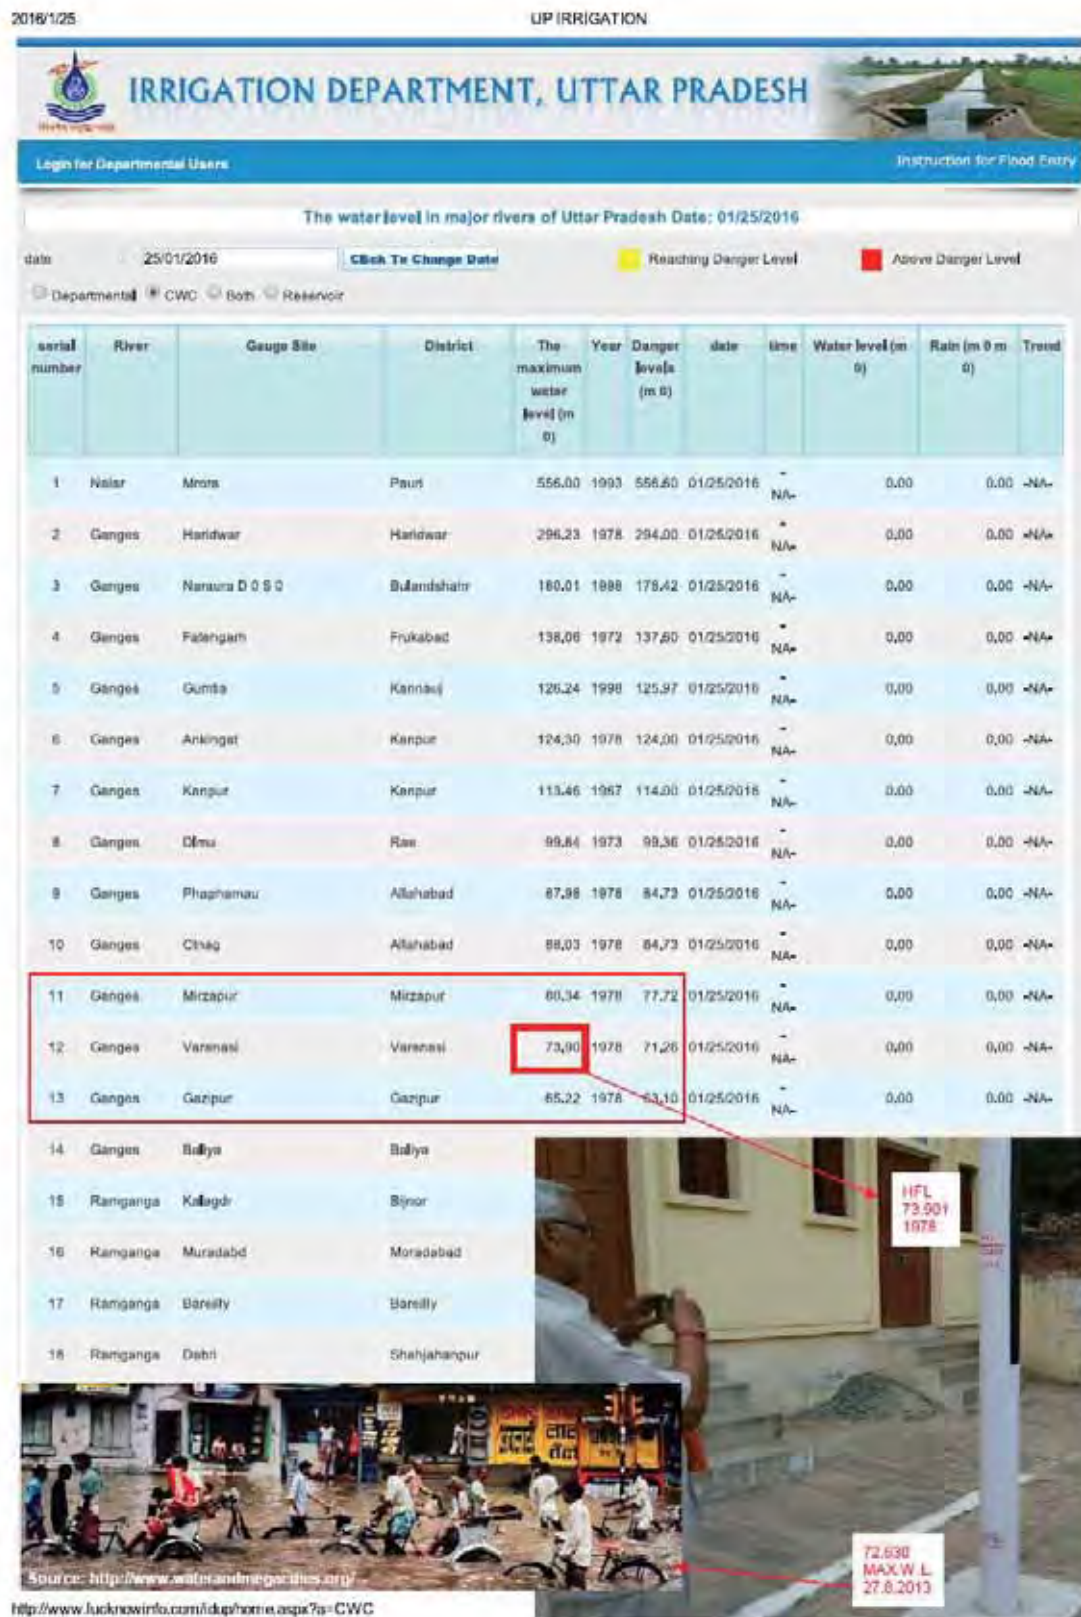 2016/1/25 UP IRRIGATION
IRRIGATION DEPARTMENT, UTTAR PRADESH
Login for Departmental Users Instruction for Flood Entry
The water level in major rivers of Uttar Pradesh Date: 01/25/2016
date : 25/01/2016 Click To Change Date Reaching Danger Level Above Danger Level
Departmental CWC Both Reservoir
serial number River Gauge Site District The maximum water level (m 0) Year Danger levels (m 0) date time Water level (m 0) Rain (m 0 m 0) Trend
1 Naiar Mrora Pauri 556.00 1993 556.60 01/25/2016 -NA- 0.00 0.00 -NA-
2 Ganges Haridwar Haridwar 296.23 1978 294.00 01/25/2016 -NA- 0.00 0.00 -NA-
3 Ganges Naraura D 0 S 0 Bulandshahr 180.01 1998 178.42 01/25/2016 -NA- 0.00 0.00 -NA-
4 Ganges Fatehgarh Frukabad 138.06 1972 137.60 01/25/2016 -NA- 0.00 0.00 -NA-
5 Ganges Gumtia Kannauj 126.24 1998 125.97 01/25/2016 -NA- 0.00 0.00 -NA-
6 Ganges Ankingat Kanpur 124.30 1978 124.00 01/25/2016 -NA- 0.00 0.00 -NA-
7 Ganges Kanpur Kanpur 113.46 1967 114.00 01/25/2016 -NA- 0.00 0.00 -NA-
8 Ganges Dlmu Rae 99.84 1973 99.36 01/25/2016 -NA- 0.00 0.00 -NA-
9 Ganges Phaphamau Allahabad 87.98 1978 84.73 01/25/2016 -NA- 0.00 0.00 -NA-
10 Ganges Ctnag Allahabad 88.03 1978 84.73 01/25/2016 -NA- 0.00 0.00 -NA-
11 Ganges Mirzapur Mirzapur 80.34 1978 77.72 01/25/2016 -NA- 0.00 0.00 -NA-
12 Ganges Varanasi Varanasi 73.90 1978 71.26 01/25/2016 -NA- 0.00 0.00 -NA-
13 Ganges Gazipur Gazipur 65.22 1978 63.10 01/25/2016 -NA- 0.00 0.00 -NA-
14 Ganges Baliya Baliya
15 Ramganga Kalagdr Bijnor
16 Ramganga Muradabd Moradabad
17 Ramganga Bareilly Bareilly
18 Ramganga Dabri Shahjahanpur
HFL
73.901
1978
72.630
MAX.W.L.
27.8.2013
Source: http://www.waterandmegacities.org/
http://www.lucknowinfo.com/idup/home.aspx?a=CWC